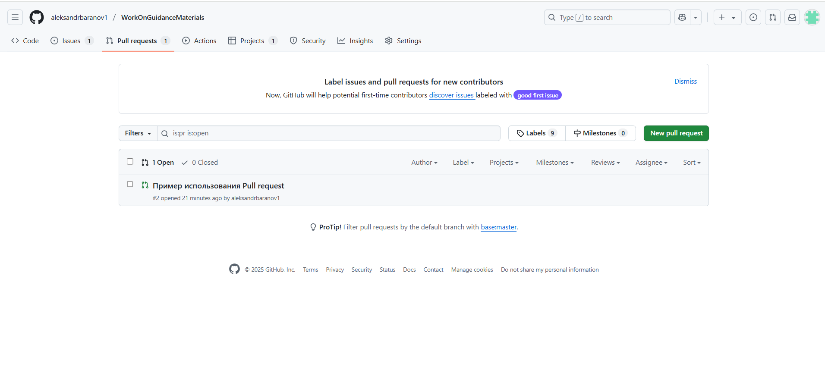 aleksandrbaranov1 / WorkOnGuidanceMaterials
Type / to search
Code Issues 1 Pull requests 1 Actions Projects 1 Security Insights Settings
Label issues and pull requests for new contributors
Dismiss
Now, GitHub will help potential first-time contributors discover issues labeled with good first issue
Filters is:pr is:open Labels 9 Milestones 0 New pull request
1 Open 0 Closed Author Label Projects Milestones Reviews Assignee Sort
Пример использования Pull request
#2 opened 21 minutes ago by aleksandrbaranov1
ProTip! Filter pull requests by the default branch with base:master.
© 2025 GitHub, Inc. Terms Privacy Security Status Docs Contact Manage cookies Do not share my personal information